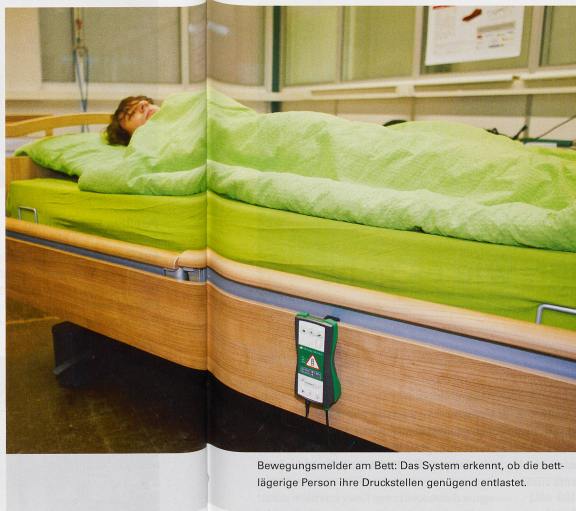 Bewegungsmelder am Bett: Das System erkennt, ob die bett-
lägerige Person ihre Druckstellen genügend entlastet.